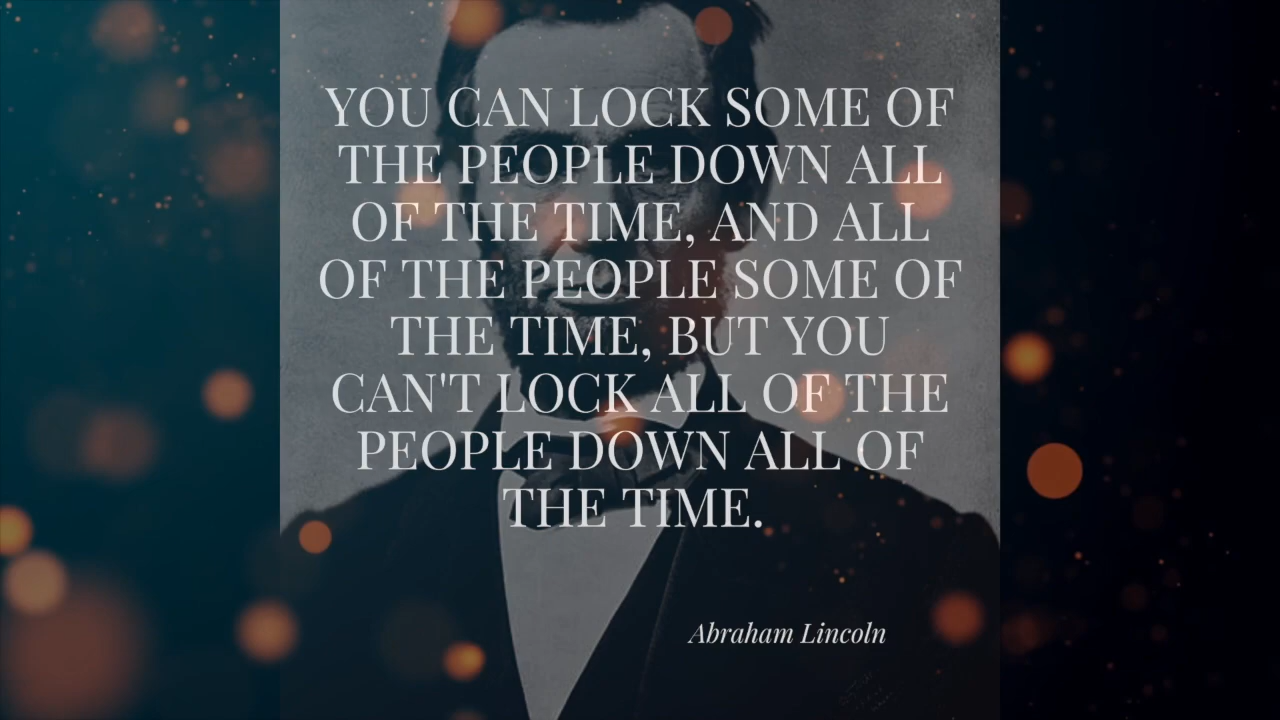 YOU CAN LOCK SOME OF
THE PEOPLE DOWN ALL
OF THE TIME, AND ALL
OF THE PEOPLE SOME OF
THE TIME, BUT YOU
CAN'T LOCK ALL OF THE
PEOPLE DOWN ALL OF
THE TIME.
Abraham Lincoln